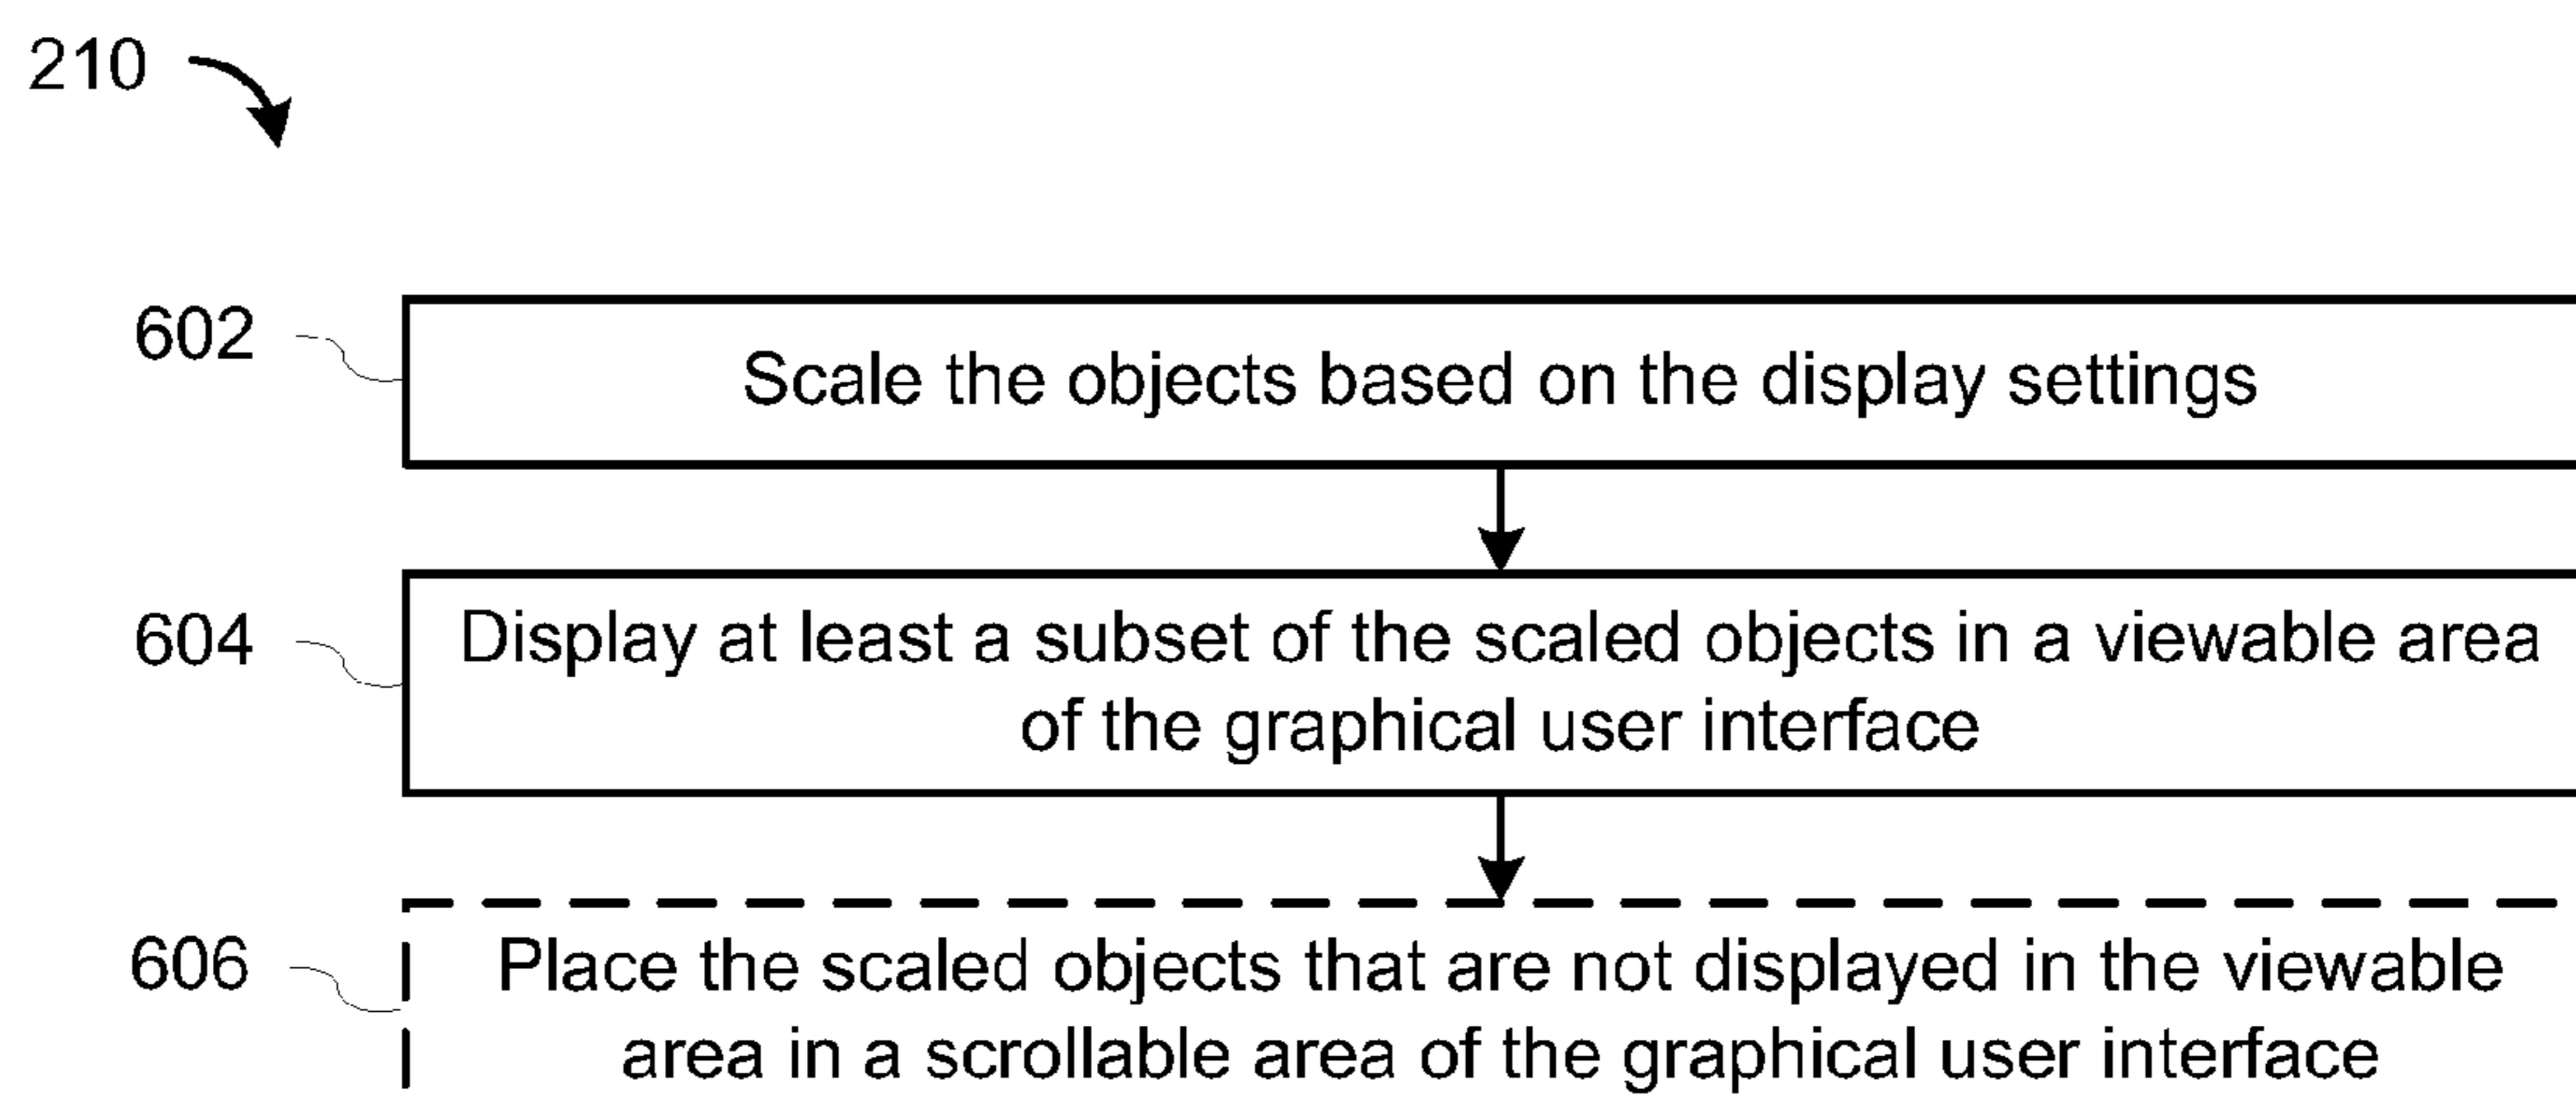 210
602
Scale the objects based on the display settings
604
Display at least a subset of the scaled objects in a viewable area
of the graphical user interface
606
Place the scaled objects that are not displayed in the viewable
area in a scrollable area of the graphical user interface